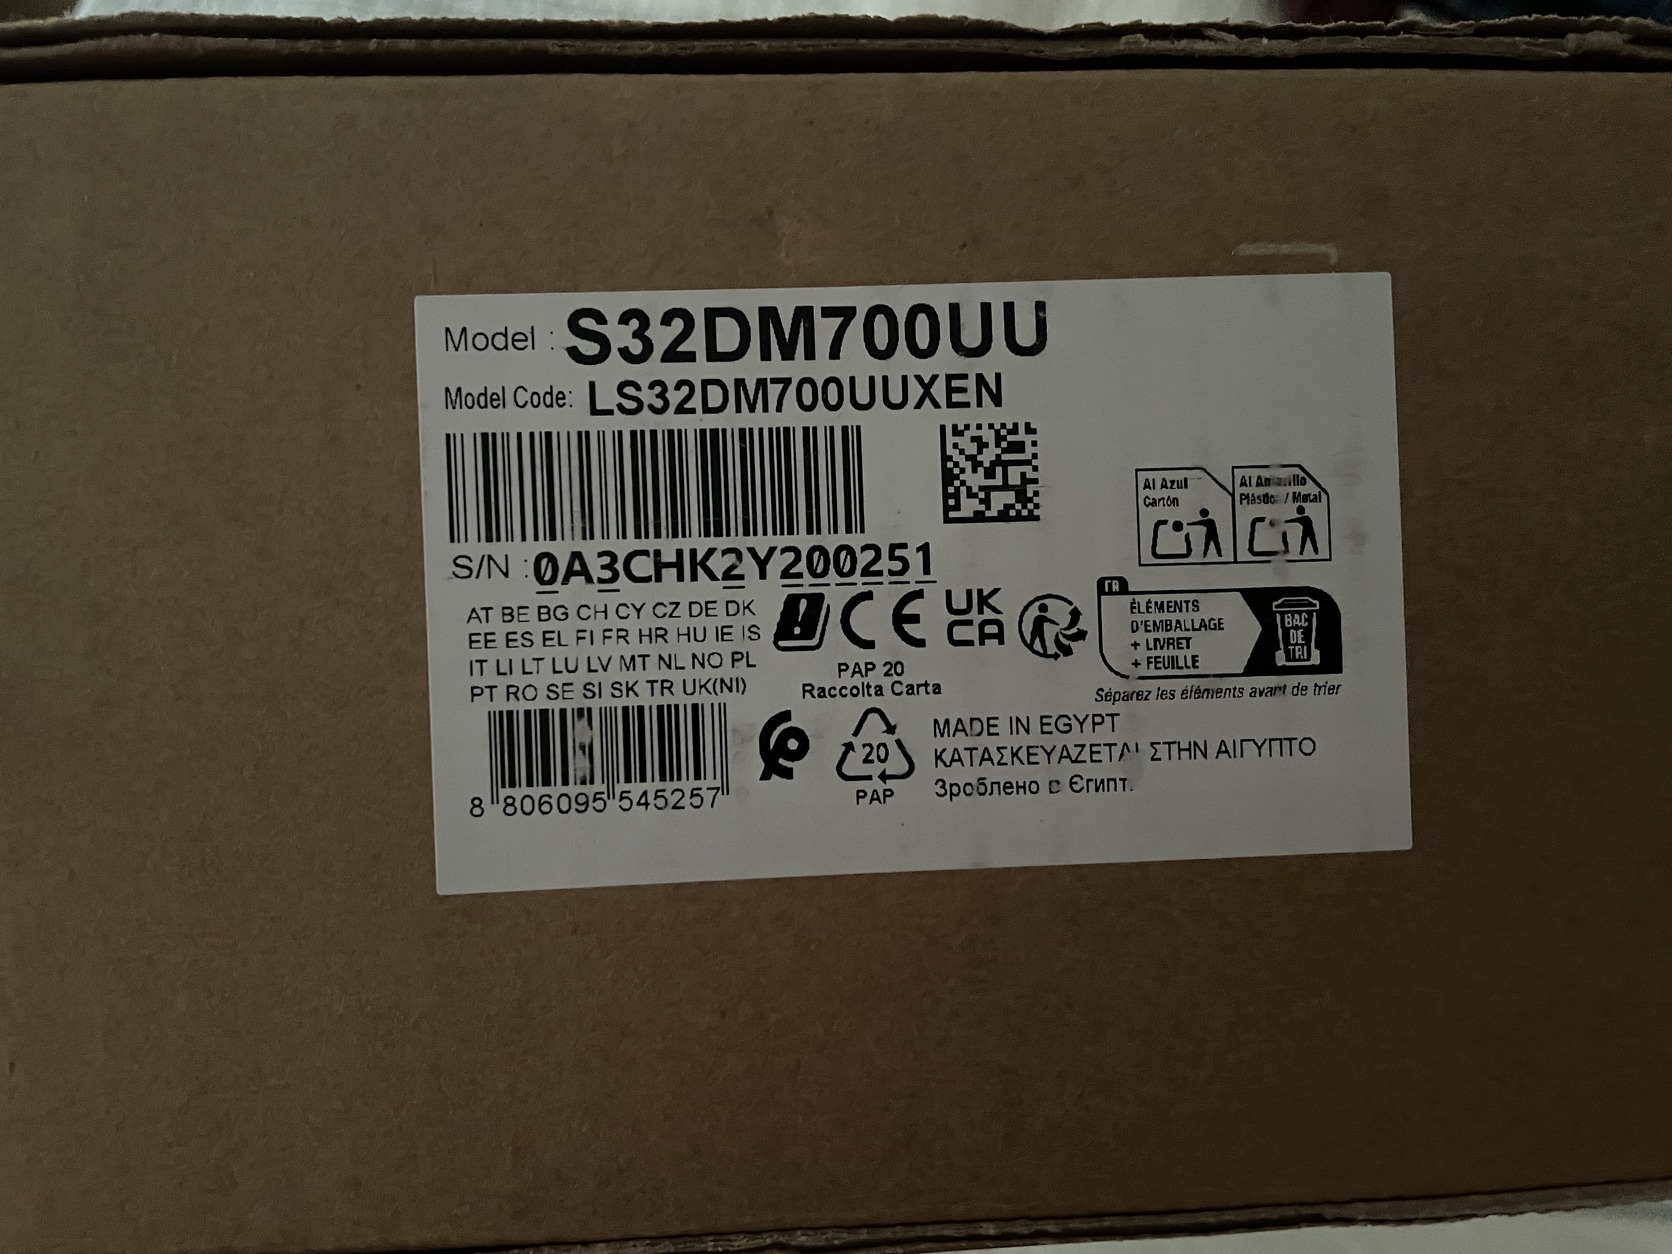 Model : S32DM700UU
Model Code: LS32DM700UUXEN
S/N :0A3CHK2Y200251
Al Azul
Cartón
Al Amarillo
Plástico / Metal
AT BE BG CH CY CZ DE DK
EE ES EL FI FR HR HU IE IS
IT LI LT LU LV MT NL NO PL
PT RO SE SI SK TR UK(NI)
CE
UK
CA
PAP 20
Raccolta Carta
FR
ÉLÉMENTS
D'EMBALLAGE
+ LIVRET
+ FEUILLE
BAC
DE
TRI
Séparez les éléments avant de trier
8 806095 545257
20
PAP
MADE IN EGYPT
ΚΑΤΑΣΚΕΥΑΖΕΤΑΙ ΣΤΗΝ ΑΙΓΥΠΤΟ
Зроблено в Єгипт.